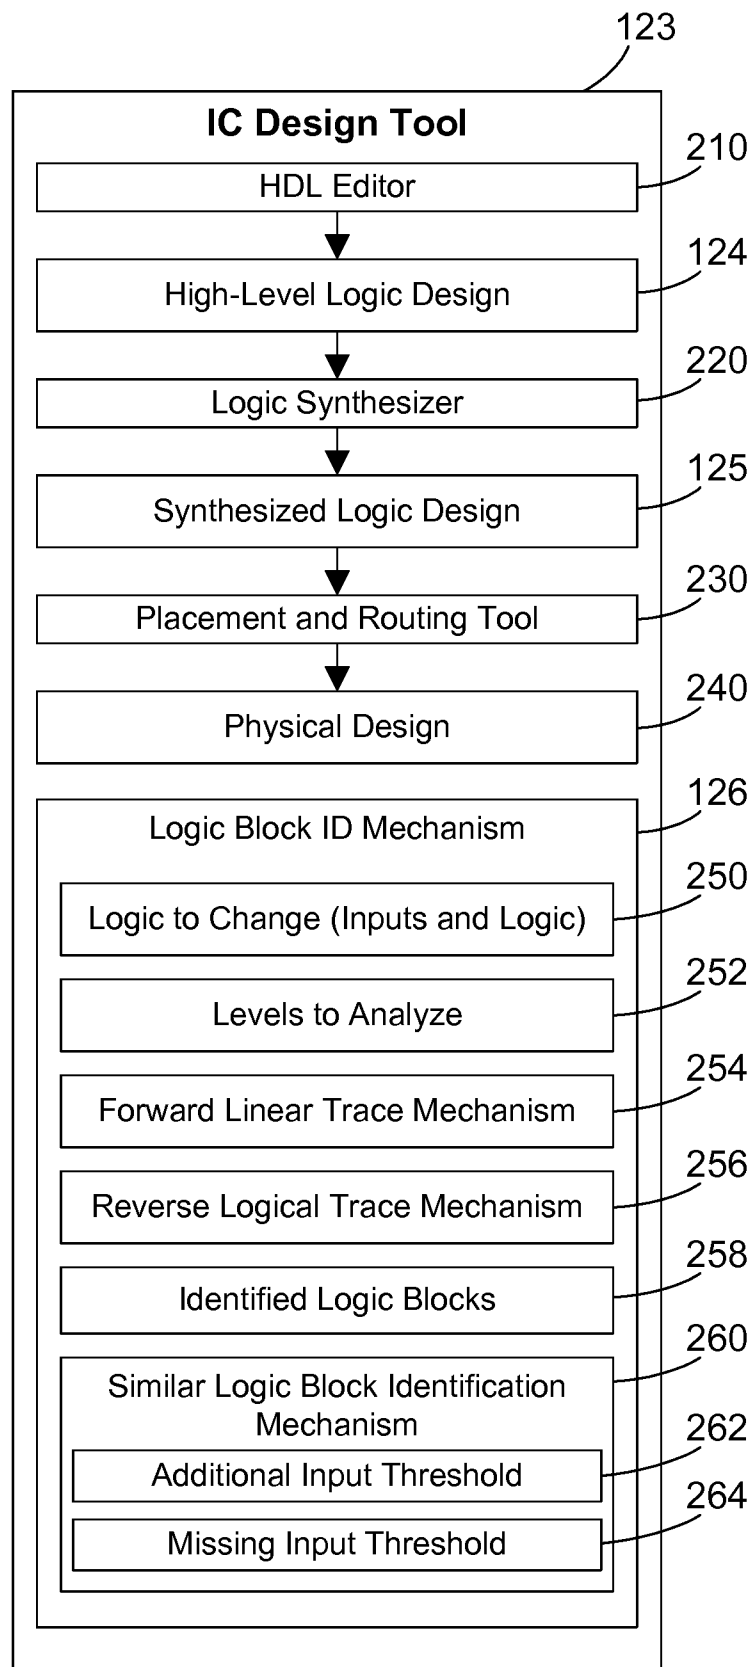 123
IC Design Tool
HDL Editor
210
High-Level Logic Design
124
Logic Synthesizer
220
Synthesized Logic Design
125
Placement and Routing Tool
230
Physical Design
240
Logic Block ID Mechanism
126
Logic to Change (Inputs and Logic)
250
Levels to Analyze
252
Forward Linear Trace Mechanism
254
Reverse Logical Trace Mechanism
256
Identified Logic Blocks
258
Similar Logic Block Identification
Mechanism
260
Additional Input Threshold
262
Missing Input Threshold
264